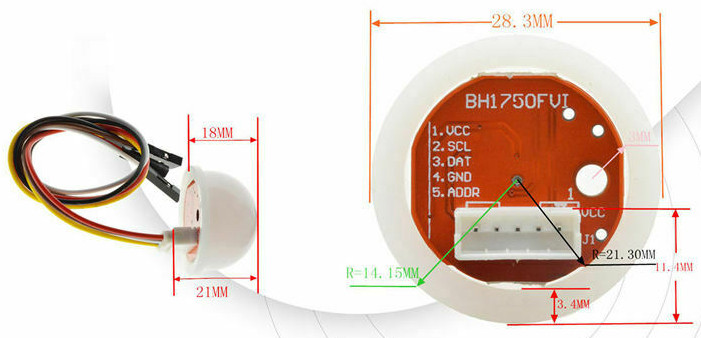 18MM
21MM
28.3MM
BH1750FVI
1.VCC
2.SCL
3.DAT
4.GND
5.ADDR
3MM
1
VCC
J1
R=14.15MM
R=21.30MM
11.4MM
3.4MM